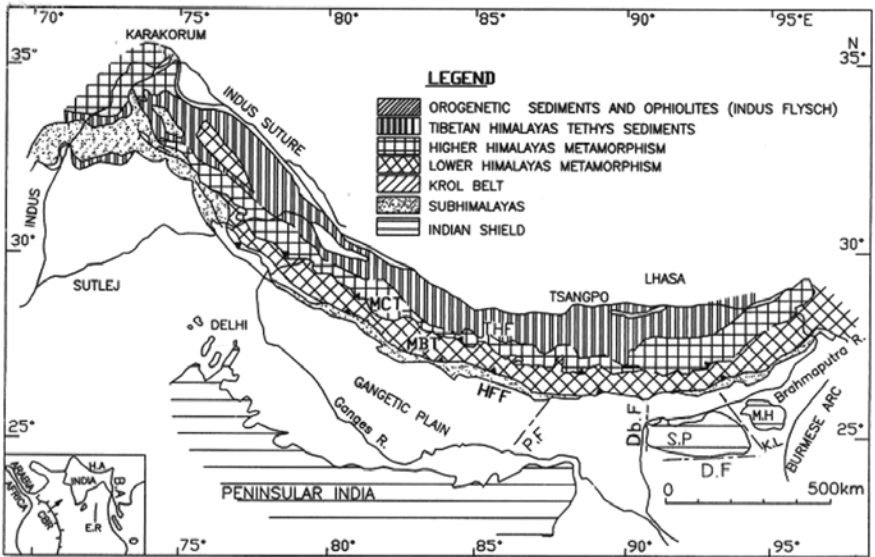 °70° 75° 80° 85° 90° 95°E
KARAKORUM
35° 35° N
INDUS SUTURE
LEGEND
OROGENETIC SEDIMENTS AND OPHIOLITES (INDUS FLYSCH)
TIBETAN HIMALAYAS TETHYS SEDIMENTS
HIGHER HIMALAYAS METAMORPHISM
LOWER HIMALAYAS METAMORPHISM
KROL BELT
SUBHIMALAYAS
INDIAN SHIELD
INDUS
30° 30°
SUTLEJ
LHASA
TSANGPO
MCT
THF
DELHI
MBT
HFF
GANGETIC PLAIN
Ganges R.
Brahmaputra R.
P.F
Db.F
M.H
25° 25°
S.P
K.L
BURMESE ARC
D.F
PENINSULAR INDIA
0 500km
H.A
ARABIA
INDIA
B.A
AFRICA
CBR
E.R
75° 80° 85° 90° 95°